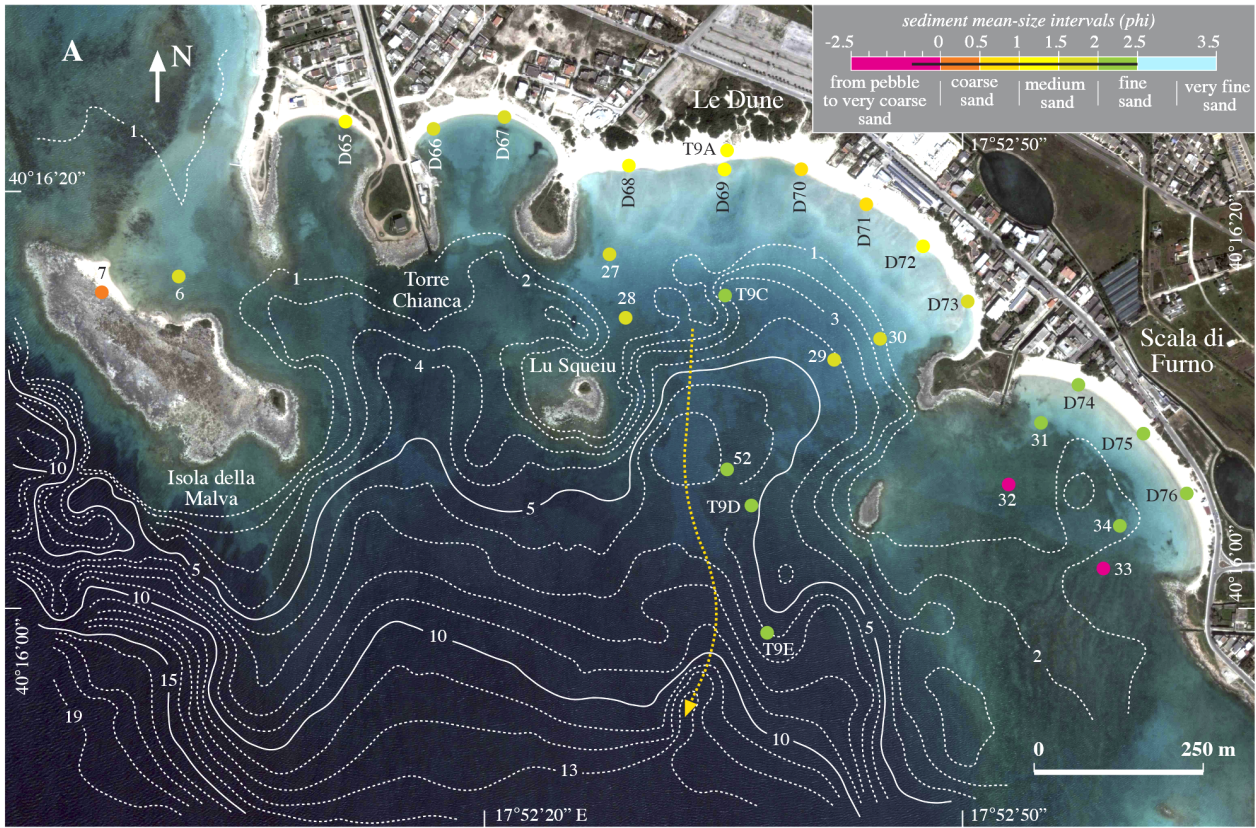 A
N
sediment mean-size intervals (phi)
-2.5 0 0.5 1 1.5 2 2.5 3.5
from pebble to very coarse sand
coarse sand
medium sand
fine sand
very fine sand
Le Dune
17°52'50”
40°16’20”
40°16’20”
1
D65
D66
D67
D68
T9A
D69
D70
D71
D72
D73
7
6
Torre
Chianca
1
2
27
28
T9C
1
3
30
29
4
Lu Squeiu
Scala di
Furno
D74
31
D75
D76
32
34
33
52
T9D
T9E
Isola della
Malva
10
5
5
10
10
5
2
15
19
13
10
40°16’00”
40°16’00”
0 250 m
17°52’20” E
17°52’50”